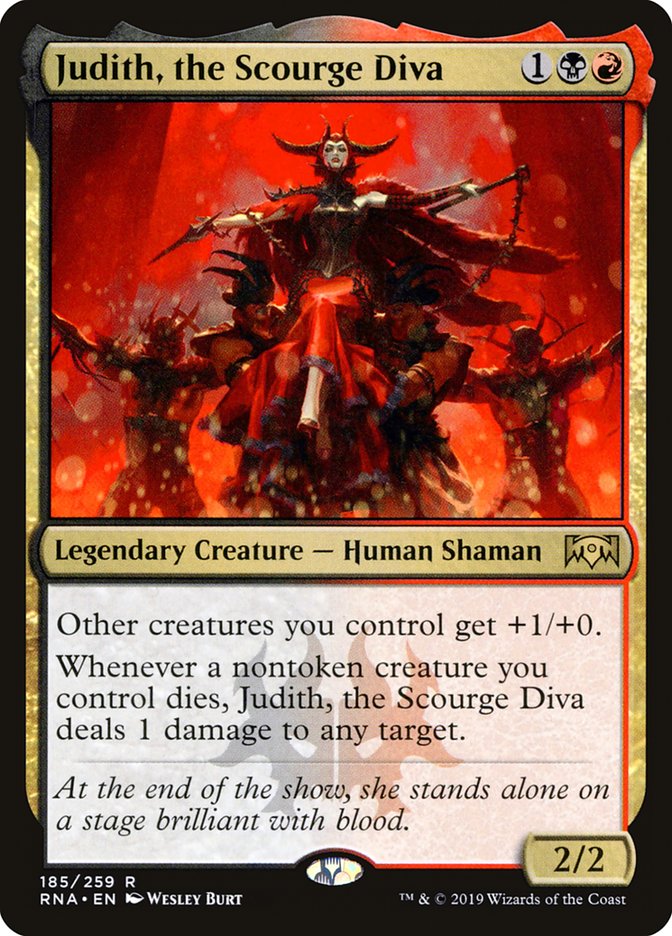 Judith, the Scourge Diva 1
Legendary Creature — Human Shaman
Other creatures you control get +1/+0.
Whenever a nontoken creature you
control dies, Judith, the Scourge Diva
deals 1 damage to any target.
At the end of the show, she stands alone on
a stage brilliant with blood.
2/2
185/259 R
RNA • EN Wesley Burt
™ & © 2019 Wizards of the Coast